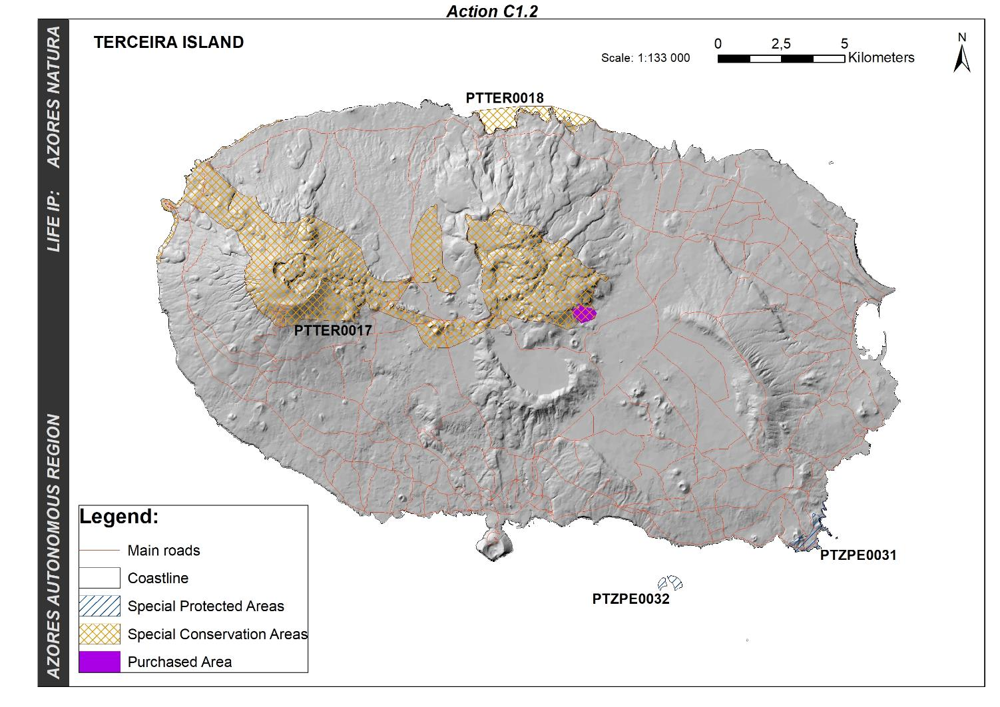 Action C1.2
AZORES AUTONOMOUS REGION LIFE IP: AZORES NATURA
TERCEIRA ISLAND
Scale: 1:133 000
0 2,5 5
Kilometers
N
PTTER0018
PTTER0017
PTZPE0031
PTZPE0032
Legend:
Main roads
Coastline
Special Protected Areas
Special Conservation Areas
Purchased Area